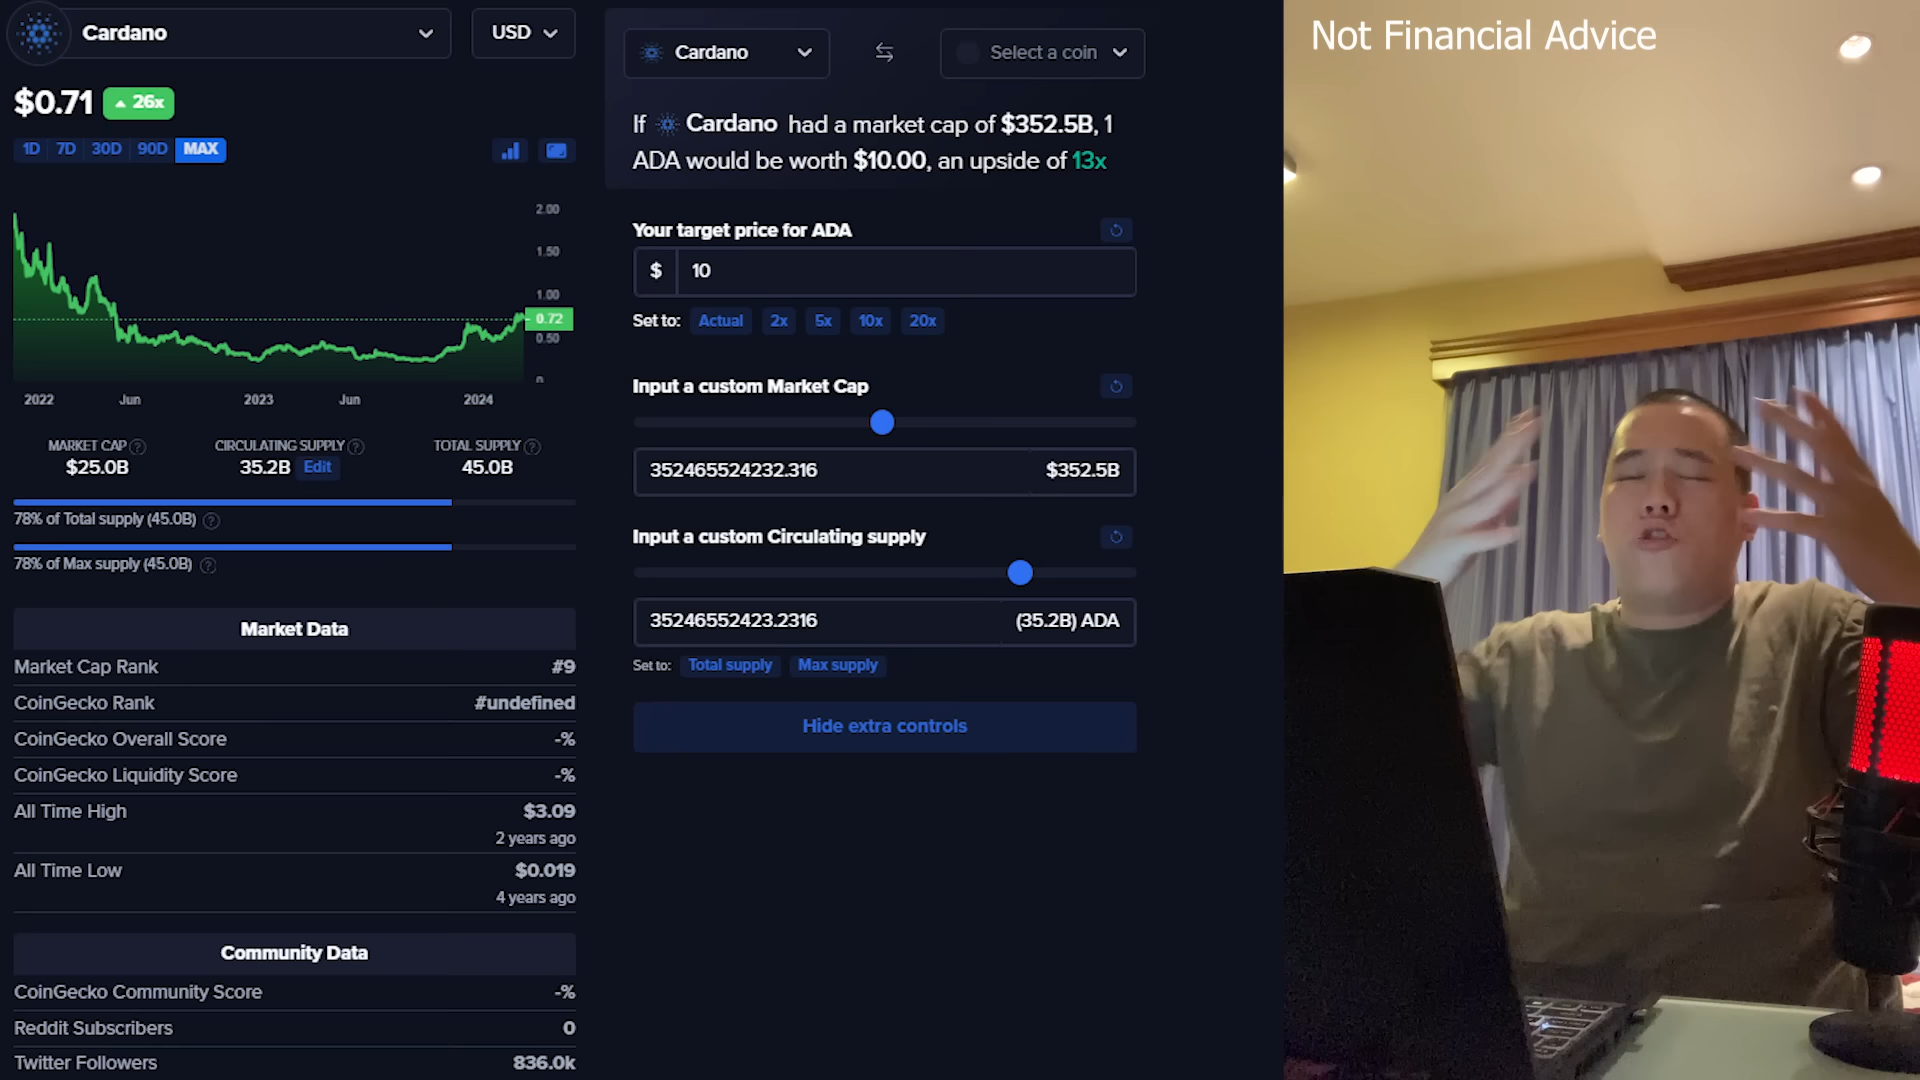 Cardano
USD
$0.71
26x
1D 7D 30D 90D MAX
2.00
1.50
1.00
0.72
0.50
0
2022 Jun 2023 Jun 2024
MARKET CAP ?
$25.0B
CIRCULATING SUPPLY ?
35.2B Edit
TOTAL SUPPLY ?
45.0B
78% of Total supply (45.0B) ?
78% of Max supply (45.0B) ?
Market Data
Market Cap Rank #9
CoinGecko Rank #undefined
CoinGecko Overall Score -%
CoinGecko Liquidity Score -%
All Time High $3.09
2 years ago
All Time Low $0.019
4 years ago
Community Data
CoinGecko Community Score -%
Reddit Subscribers 0
Twitter Followers 836.0k
Cardano
Select a coin
If Cardano had a market cap of $352.5B, 1
ADA would be worth $10.00, an upside of 13x
Your target price for ADA
$ 10
Set to: Actual 2x 5x 10x 20x
Input a custom Market Cap
352465524232.316 $352.5B
Input a custom Circulating supply
35246552423.2316 (35.2B) ADA
Set to: Total supply Max supply
Hide extra controls
Not Financial Advice